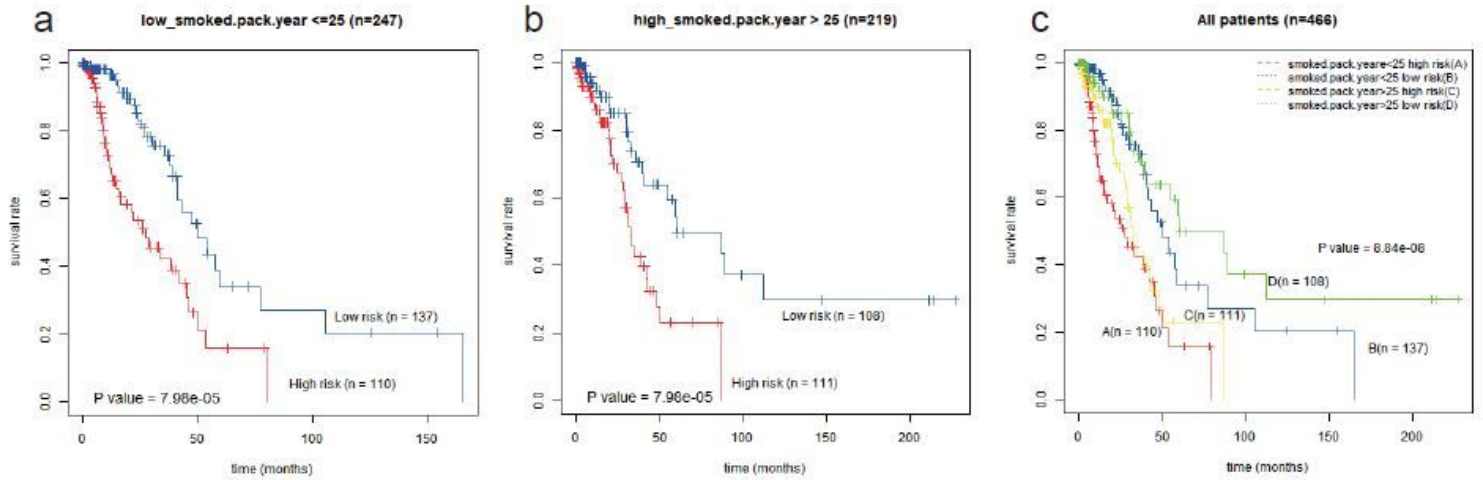 a
low_smoked.pack.year <=25 (n=247)
survival rate
0.0
0.2
0.4
0.6
0.8
1.0
Low risk (n = 137)
High risk (n = 110)
P value = 7.98e-05
0
50
100
150
time (months)
b
high_smoked.pack.year > 25 (n=219)
survival rate
0.0
0.2
0.4
0.6
0.8
1.0
Low risk (n = 108)
High risk (n = 111)
P value = 7.98e-05
0
50
100
150
200
time (months)
c
All patients (n=466)
survival rate
0.0
0.2
0.4
0.6
0.8
1.0
smoked.pack.yeare<25 high risk(A)
smoked.pack.year<25 low risk(B)
smoked.pack.year>25 high risk(C)
smoked.pack.year>25 low risk(D)
P value = 8.84e-08
D(n = 108)
C(n = 111)
A(n = 110)
B(n = 137)
0
50
100
150
200
time (months)